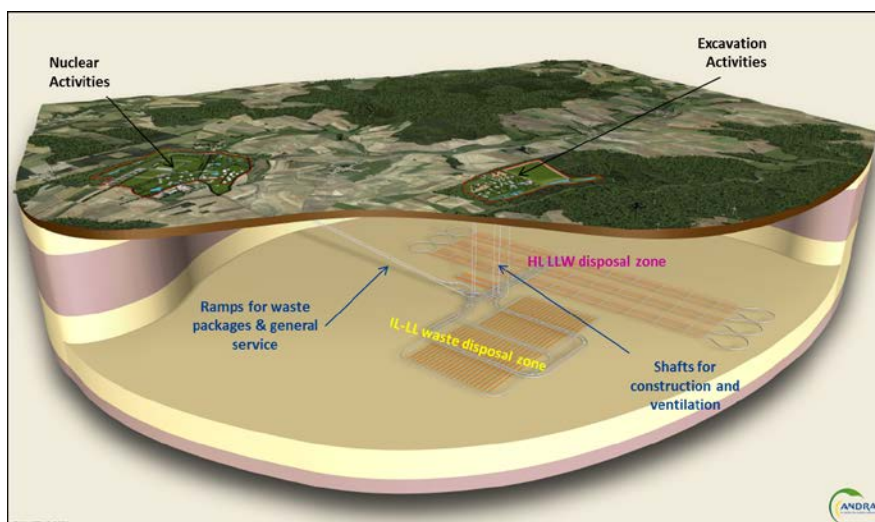 Nuclear
Activities
Excavation
Activities
HL LLW disposal zone
Ramps for waste
packages & general
service
IL-LL waste disposal zone
Shafts for
construction and
ventilation
ANDRA